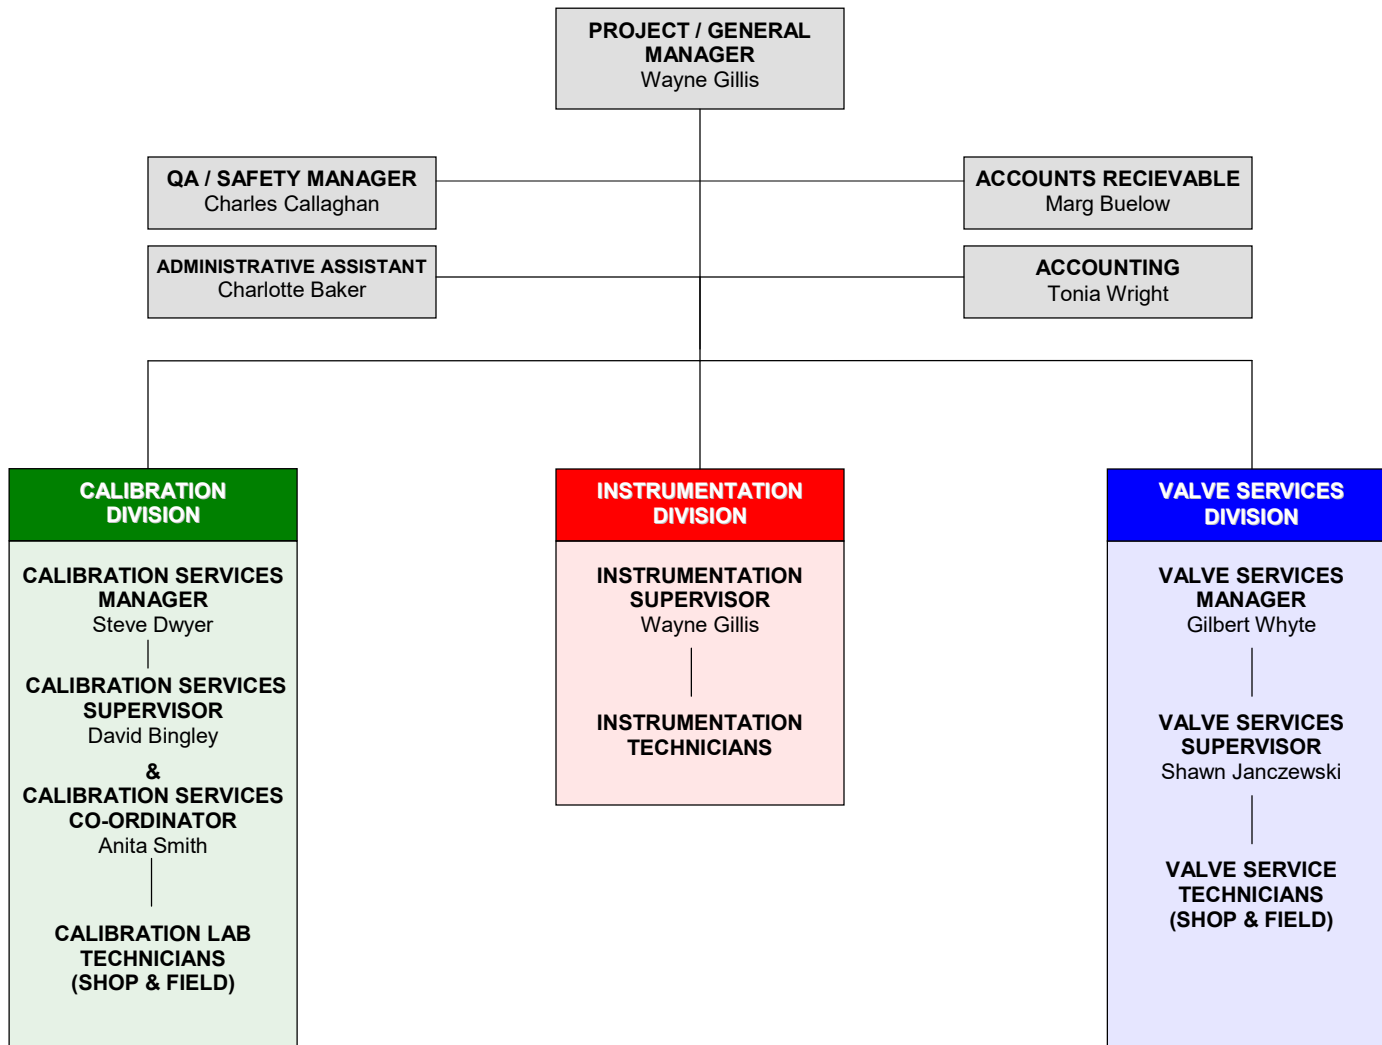 PROJECT / GENERAL
MANAGER
Wayne Gillis
QA / SAFETY MANAGER
Charles Callaghan
ACCOUNTS RECIEVABLE
Marg Buelow
ADMINISTRATIVE ASSISTANT
Charlotte Baker
ACCOUNTING
Tonia Wright
CALIBRATION
DIVISION
CALIBRATION SERVICES
MANAGER
Steve Dwyer
CALIBRATION SERVICES
SUPERVISOR
David Bingley
&
CALIBRATION SERVICES
CO-ORDINATOR
Anita Smith
CALIBRATION LAB
TECHNICIANS
(SHOP & FIELD)
INSTRUMENTATION
DIVISION
INSTRUMENTATION
SUPERVISOR
Wayne Gillis
INSTRUMENTATION
TECHNICIANS
VALVE SERVICES
DIVISION
VALVE SERVICES
MANAGER
Gilbert Whyte
VALVE SERVICES
SUPERVISOR
Shawn Janczewski
VALVE SERVICE
TECHNICIANS
(SHOP & FIELD)